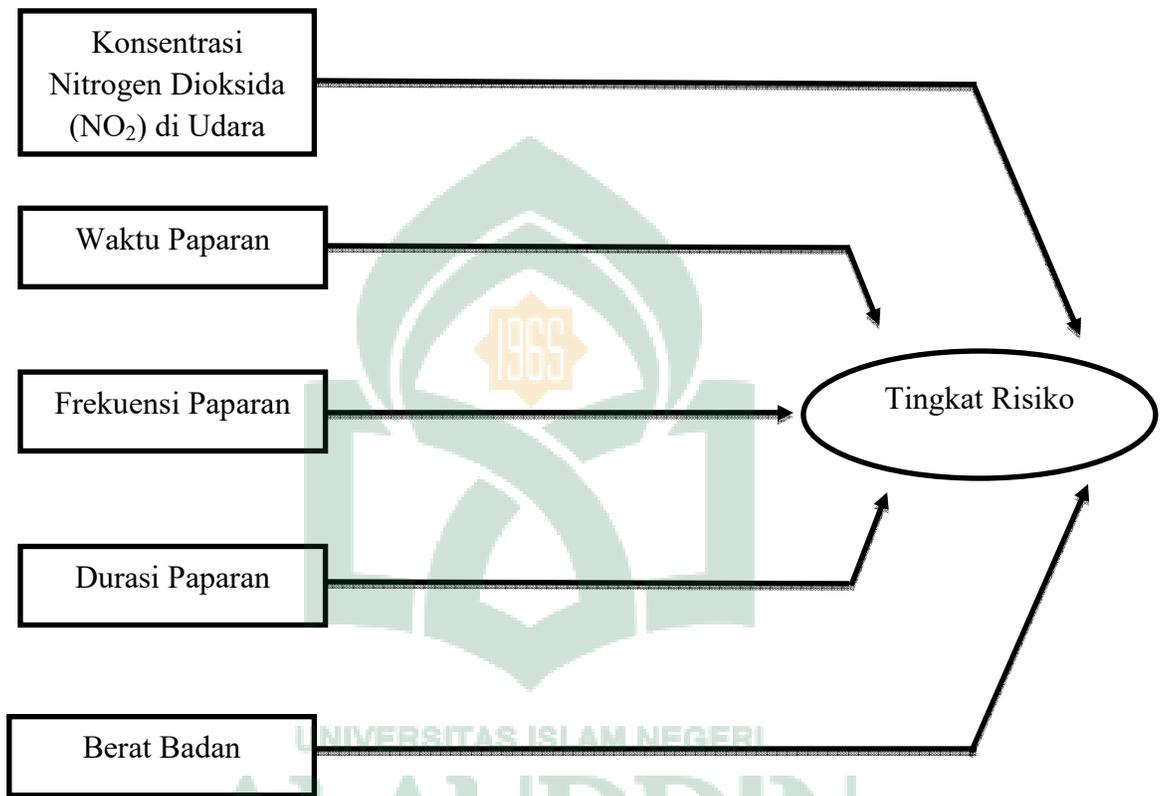 Konsentrasi
Nitrogen Dioksida
(NO₂) di Udara
Waktu Paparan
1965
Frekuensi Paparan
Tingkat Risiko
Durasi Paparan
Berat Badan
UNIVERSITAS ISLAM NEGERI